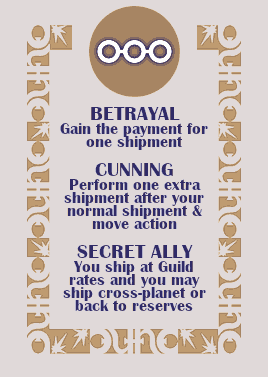 BETRAYAL
Gain the payment for
one shipment
CUNNING
Perform one extra
shipment after your
normal shipment &
move action
SECRET ALLY
You ship at Guild
rates and you may
ship cross-planet or
back to reserves